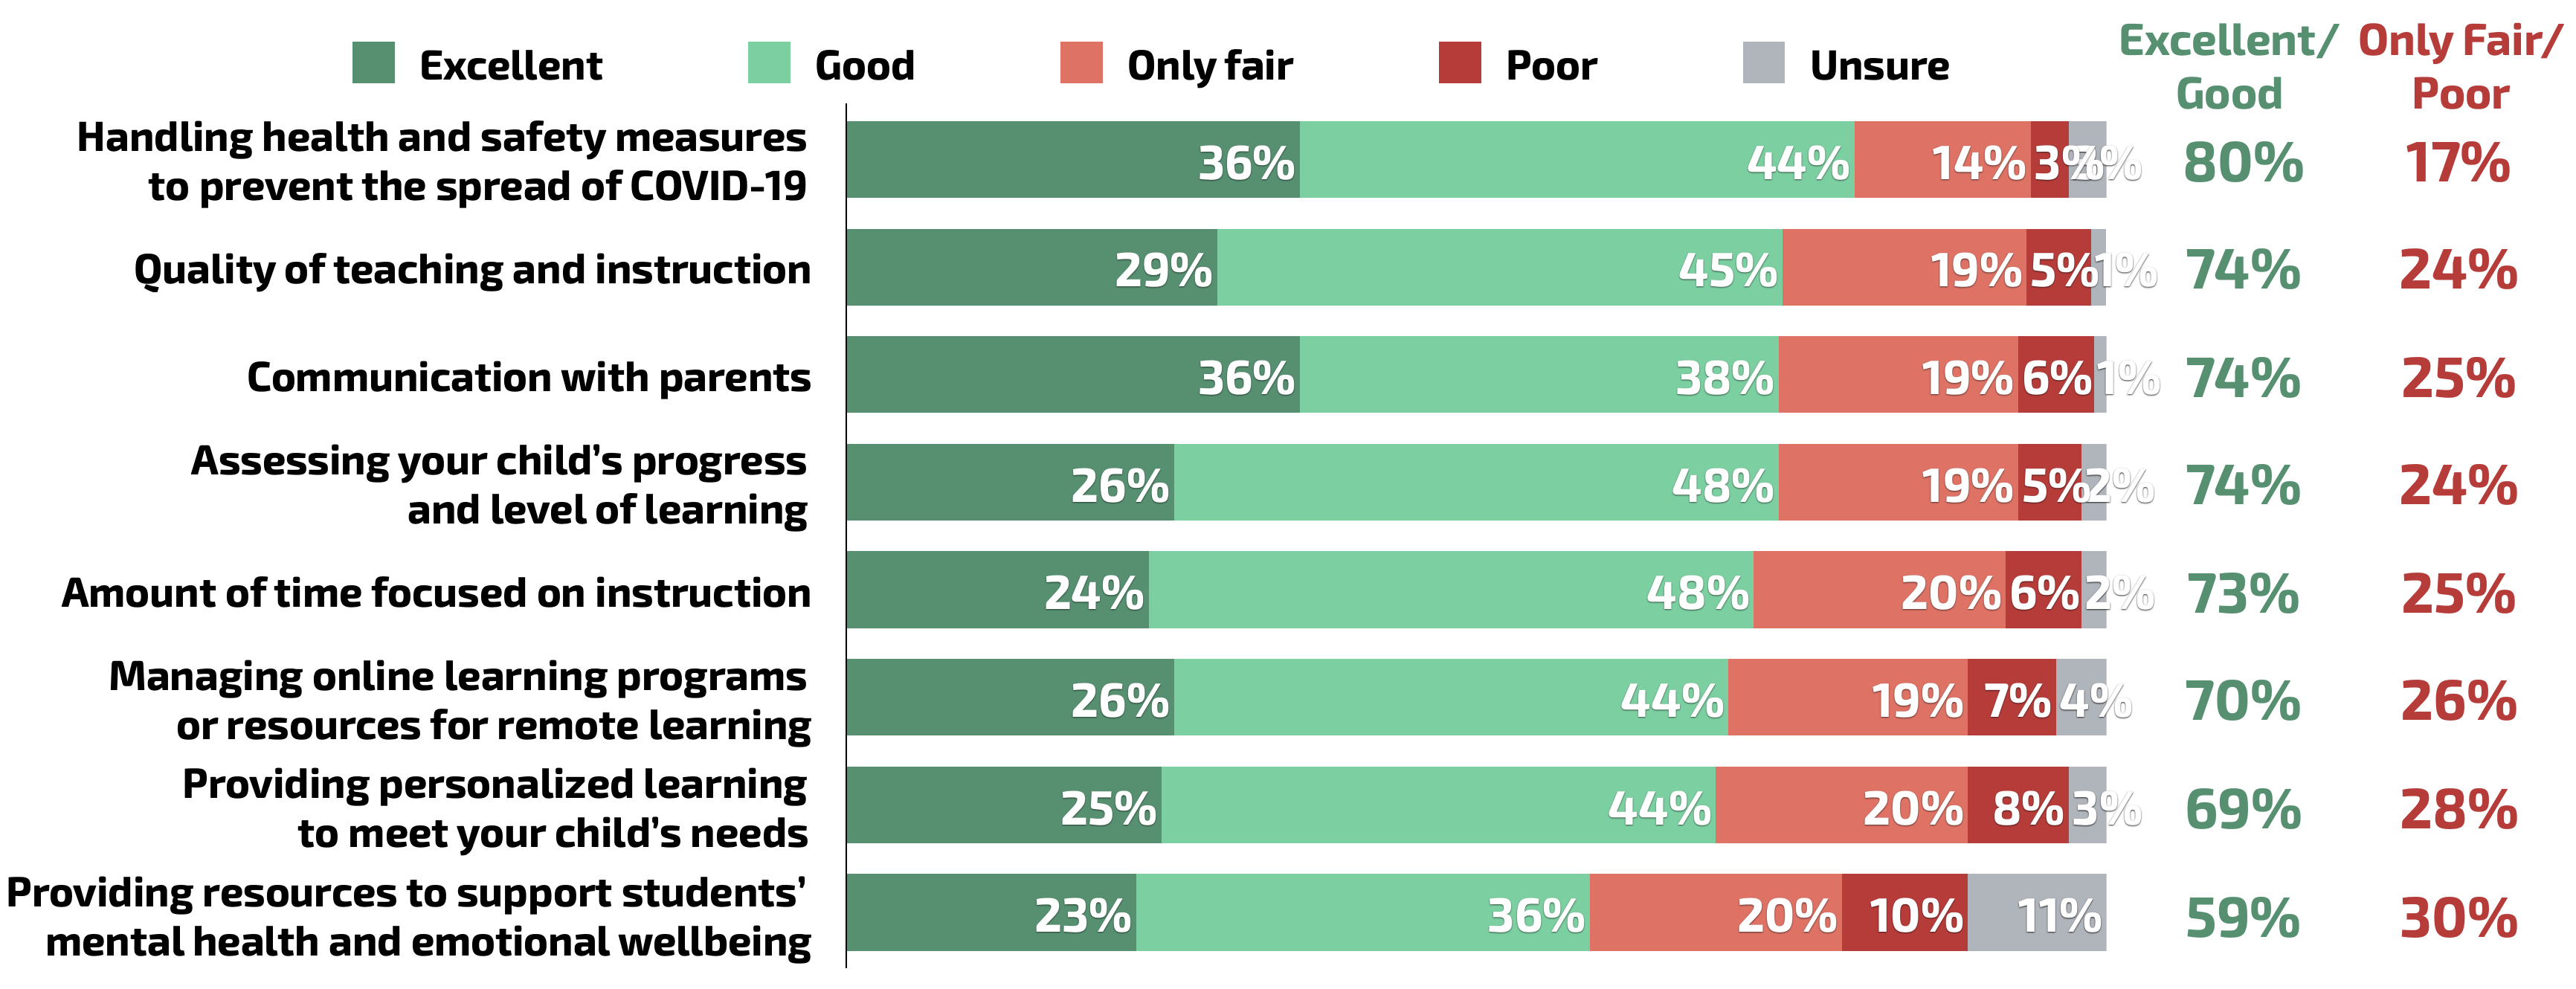 Excellent
Good
Only fair
Poor
Unsure
Excellent/
Good
Only Fair/
Poor
Handling health and safety measures
to prevent the spread of COVID-19
36% 44% 14% 3% 3% 80% 17%
Quality of teaching and instruction
29% 45% 19% 5% 1% 74% 24%
Communication with parents
36% 38% 19% 6% 1% 74% 25%
Assessing your child’s progress
and level of learning
26% 48% 19% 5% 2% 74% 24%
Amount of time focused on instruction
24% 48% 20% 6% 2% 73% 25%
Managing online learning programs
or resources for remote learning
26% 44% 19% 7% 4% 70% 26%
Providing personalized learning
to meet your child’s needs
25% 44% 20% 8% 3% 69% 28%
Providing resources to support students’
mental health and emotional wellbeing
23% 36% 20% 10% 11% 59% 30%